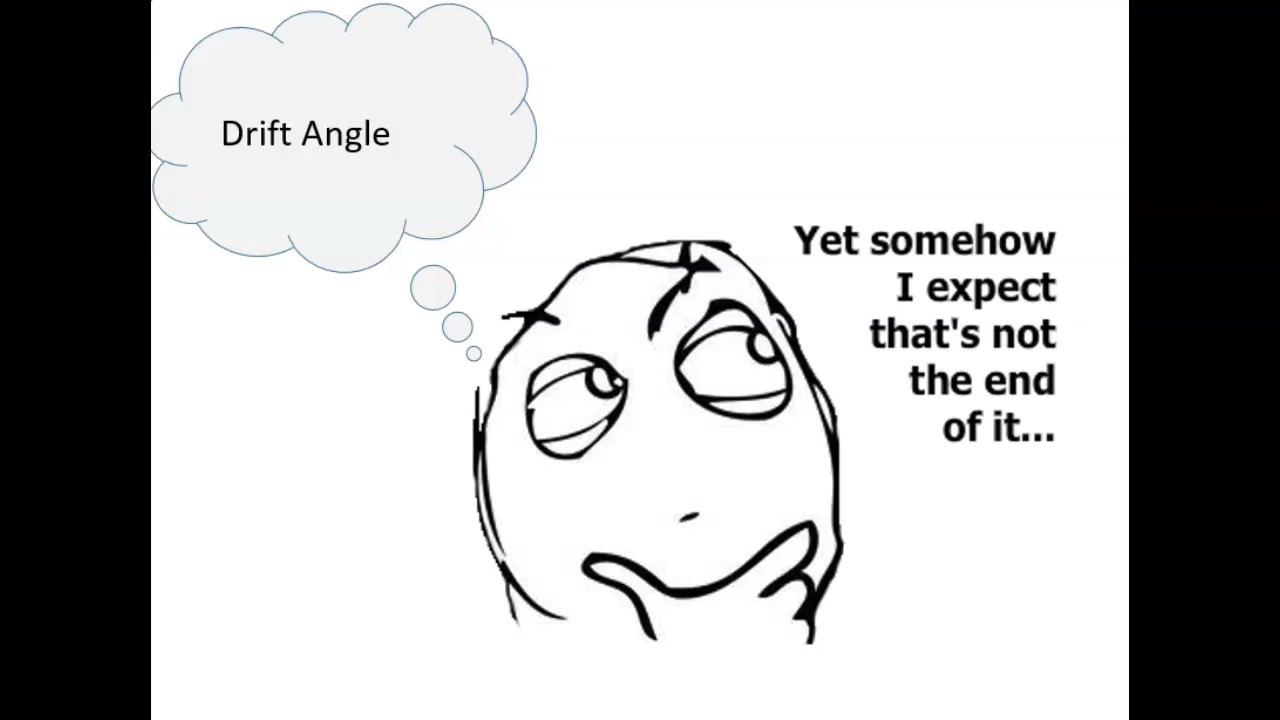 Drift Angle
Yet somehow
I expect
that's not
the end
of it...